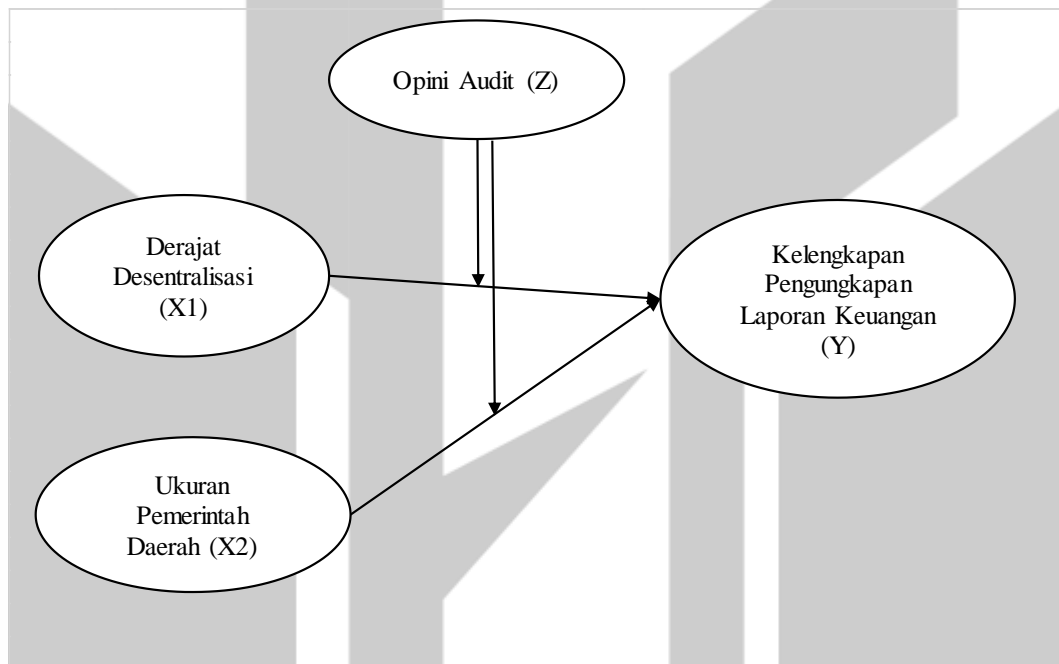 Opini Audit (Z)
Derajat
Desentralisasi
(X1)
Kelengkapan
Pengungkapan
Laporan Keuangan
(Y)
Ukuran
Pemerintah
Daerah (X2)